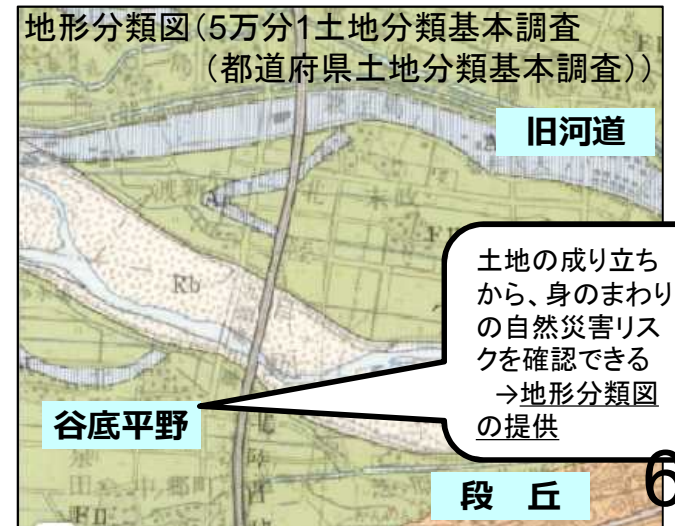 地形分類図(5万分1土地分類基本調査
(都道府県土地分類基本調査))
旧河道
土地の成り立ち
から、身のまわり
の自然災害リス
クを確認できる
→地形分類図
の提供
Rb
谷底平野
段 丘
6